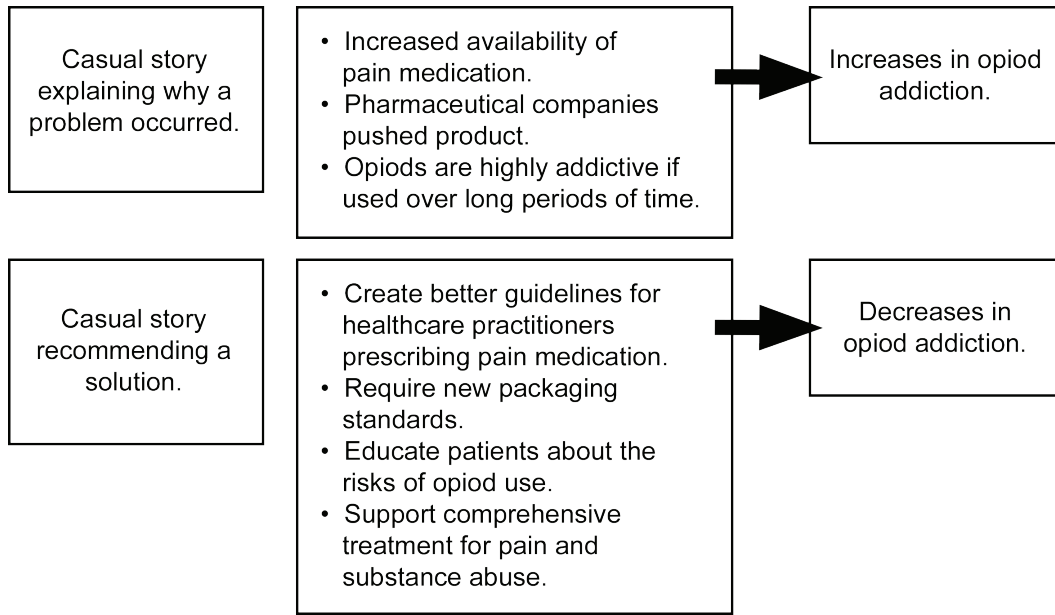 Casual story
explaining why a
problem occurred.
• Increased availability of
pain medication.
• Pharmaceutical companies
pushed product.
• Opiods are highly addictive if
used over long periods of time.
Increases in opiod
addiction.
Casual story
recommending a
solution.
• Create better guidelines for
healthcare practitioners
prescribing pain medication.
• Require new packaging
standards.
• Educate patients about the
risks of opiod use.
• Support comprehensive
treatment for pain and
substance abuse.
Decreases in
opiod addiction.